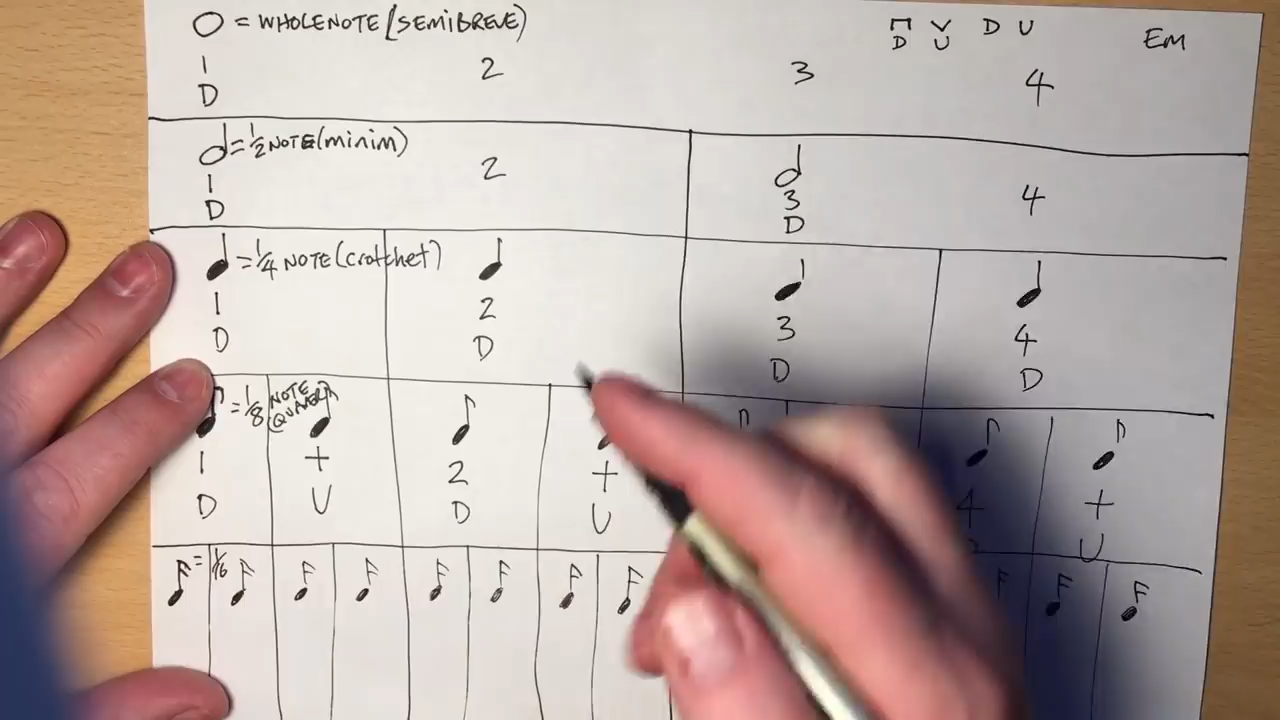 = WHOLENOTE (SEMIBREVE)
D U Em
D U
1 2 3 4
D
= 1/2 NOTE (minim)
1 2 3 4
D D
= 1/4 NOTE (crotchet)
1 2 3 4
D D D D
= 1/8 NOTE
QUAVER
1 + 2 + 4 +
D U D U U
= 1/16